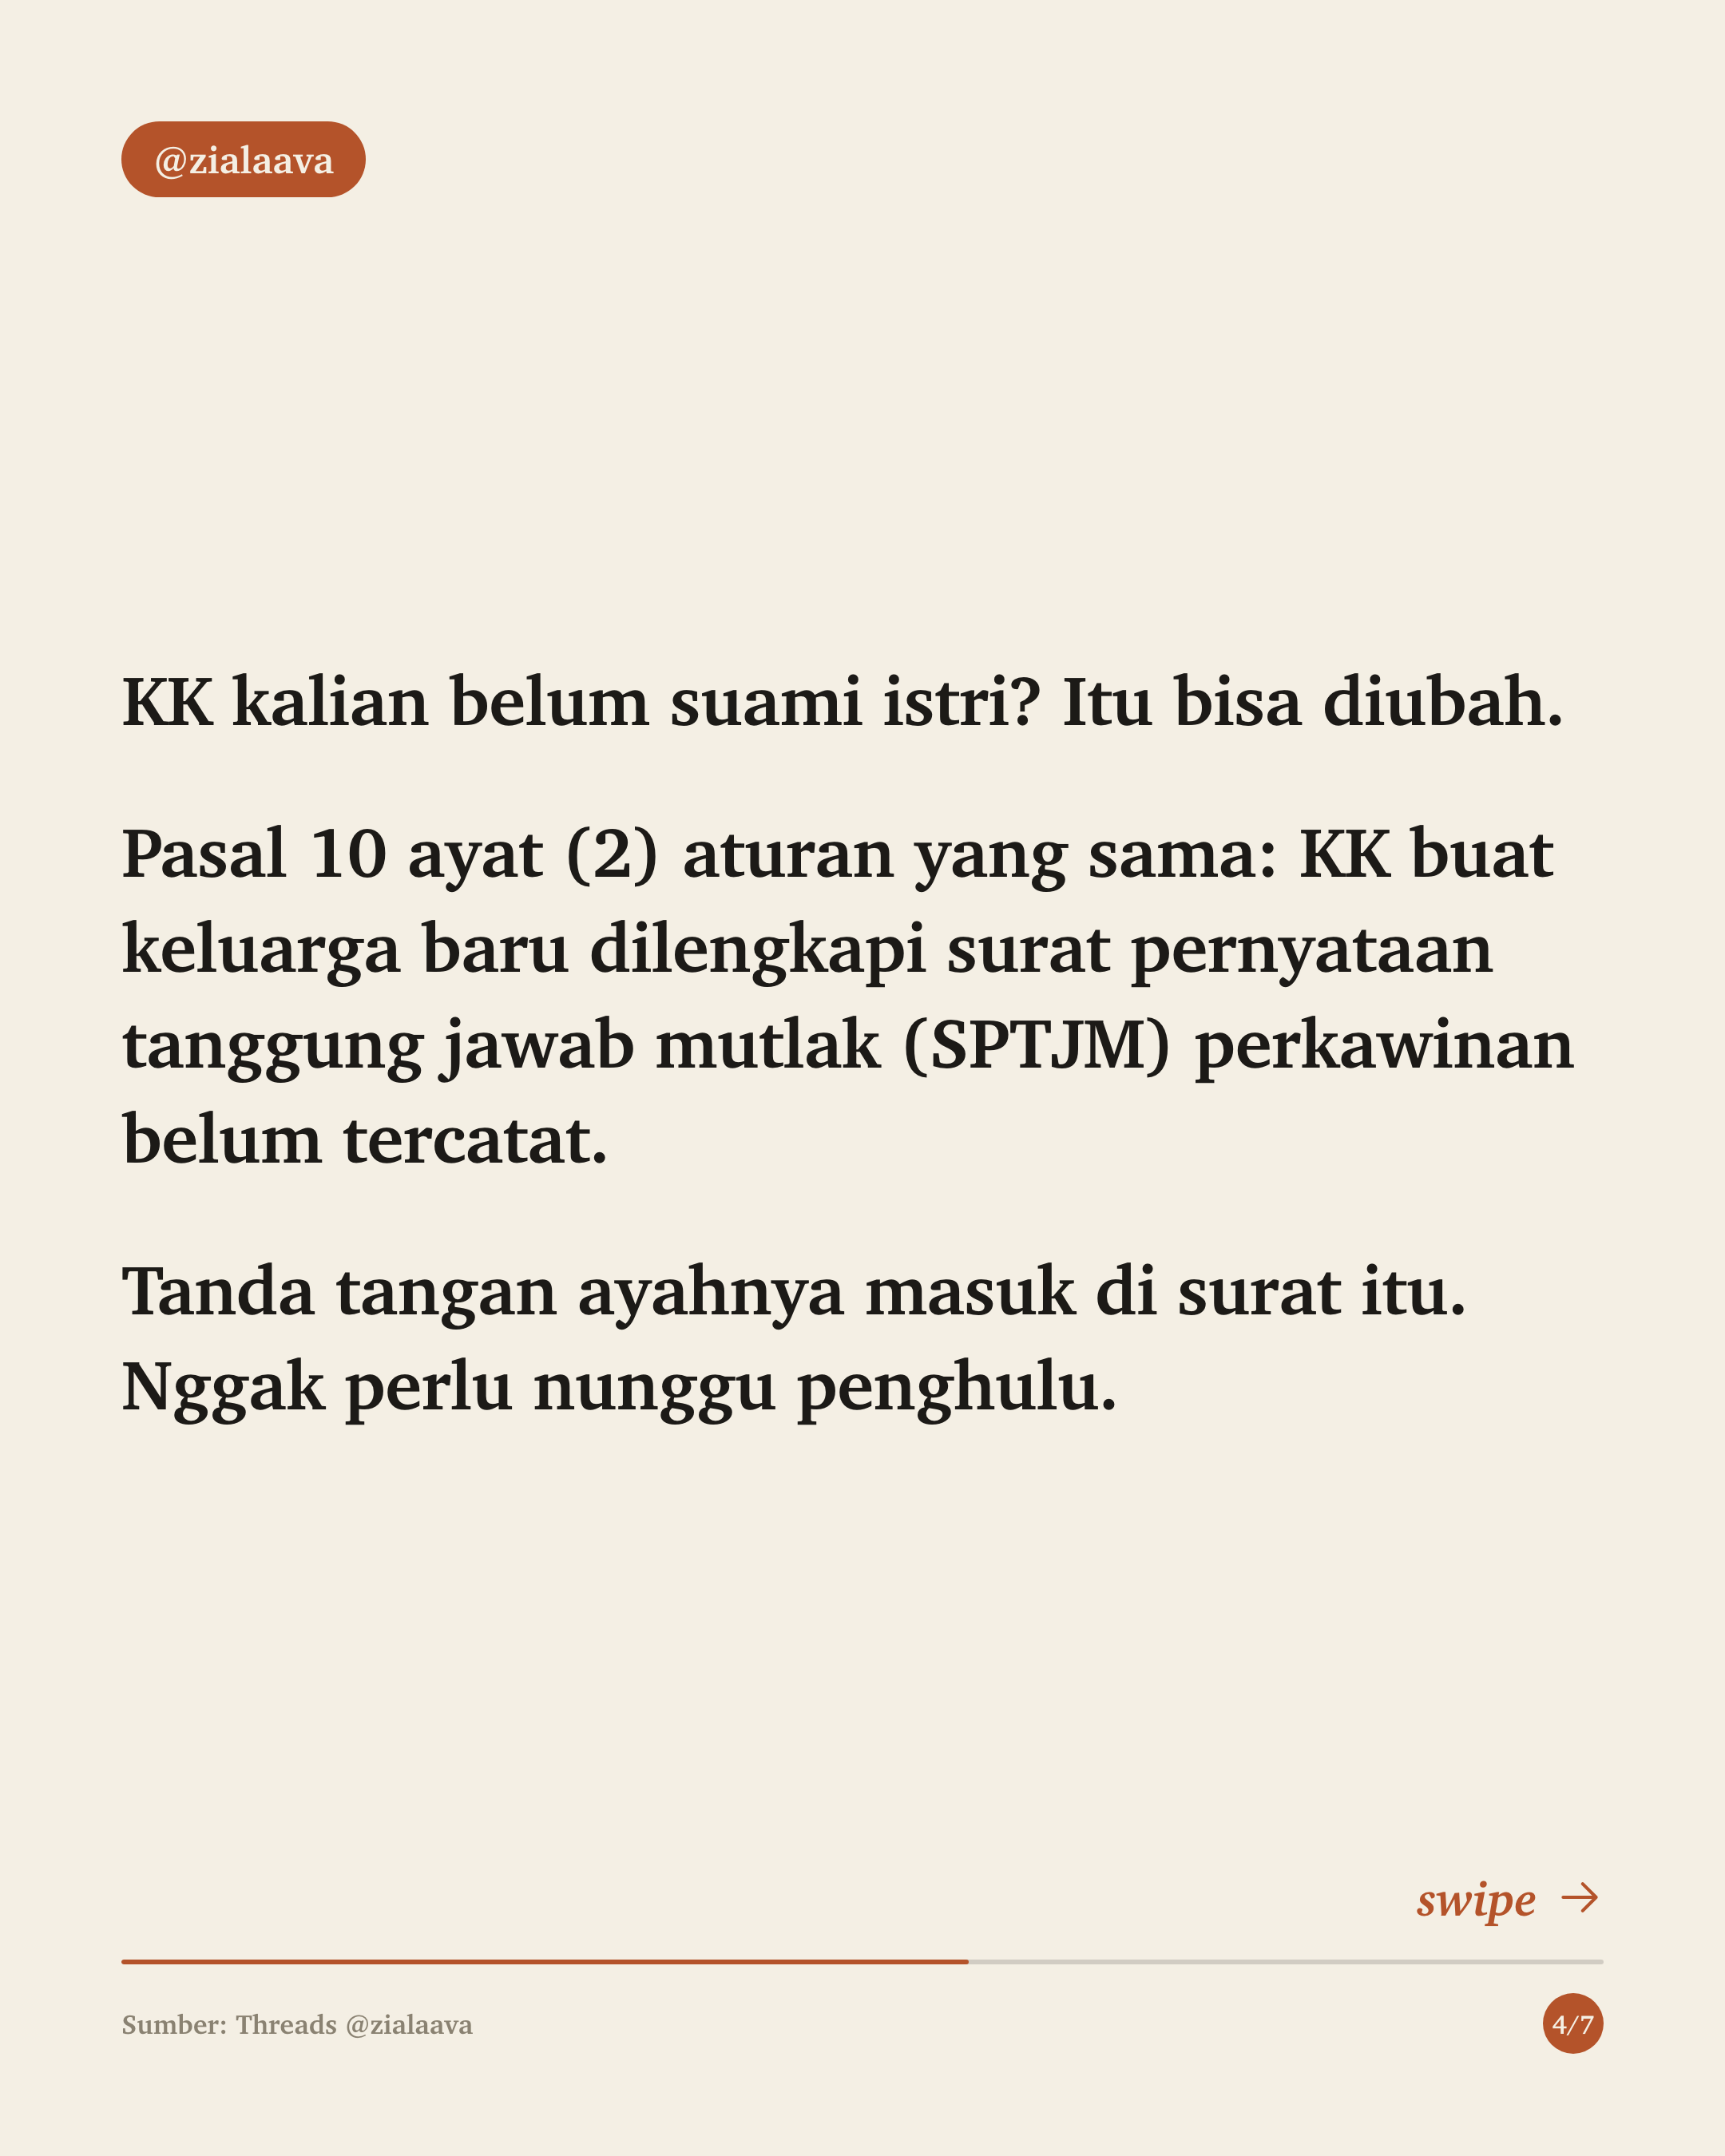 @zialaava
KK kalian belum suami istri? Itu bisa diubah.
Pasal 10 ayat (2) aturan yang sama: KK buat
keluarga baru dilengkapi surat pernyataan
tanggung jawab mutlak (SPTJM) perkawinan
belum tercatat.
Tanda tangan ayahnya masuk di surat itu.
Nggak perlu nunggu penghulu.
swipe →
Sumber: Threads @zialaava
4/7